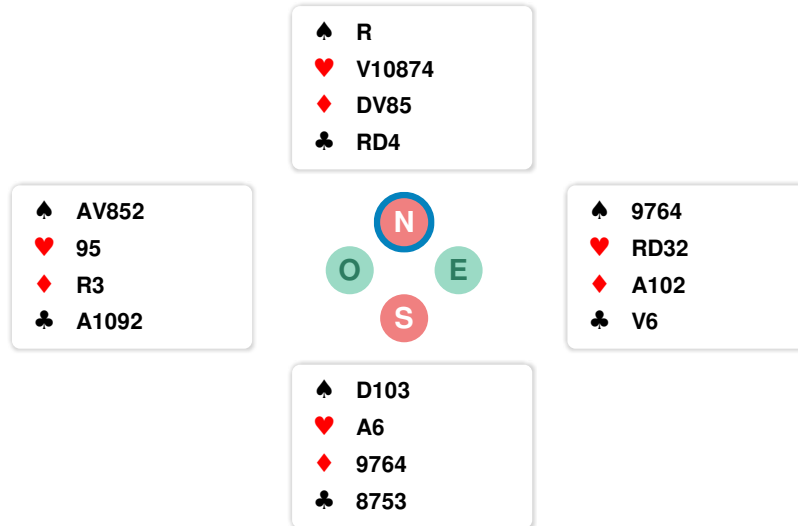 ♠ R
♥ V10874
♦ DV85
♣ RD4
♠ AV852
♥ 95
♦ R3
♣ A1092
N
O E
S
♠ 9764
♥ RD32
♦ A102
♣ V6
♠ D103
♥ A6
♦ 9764
♣ 8753